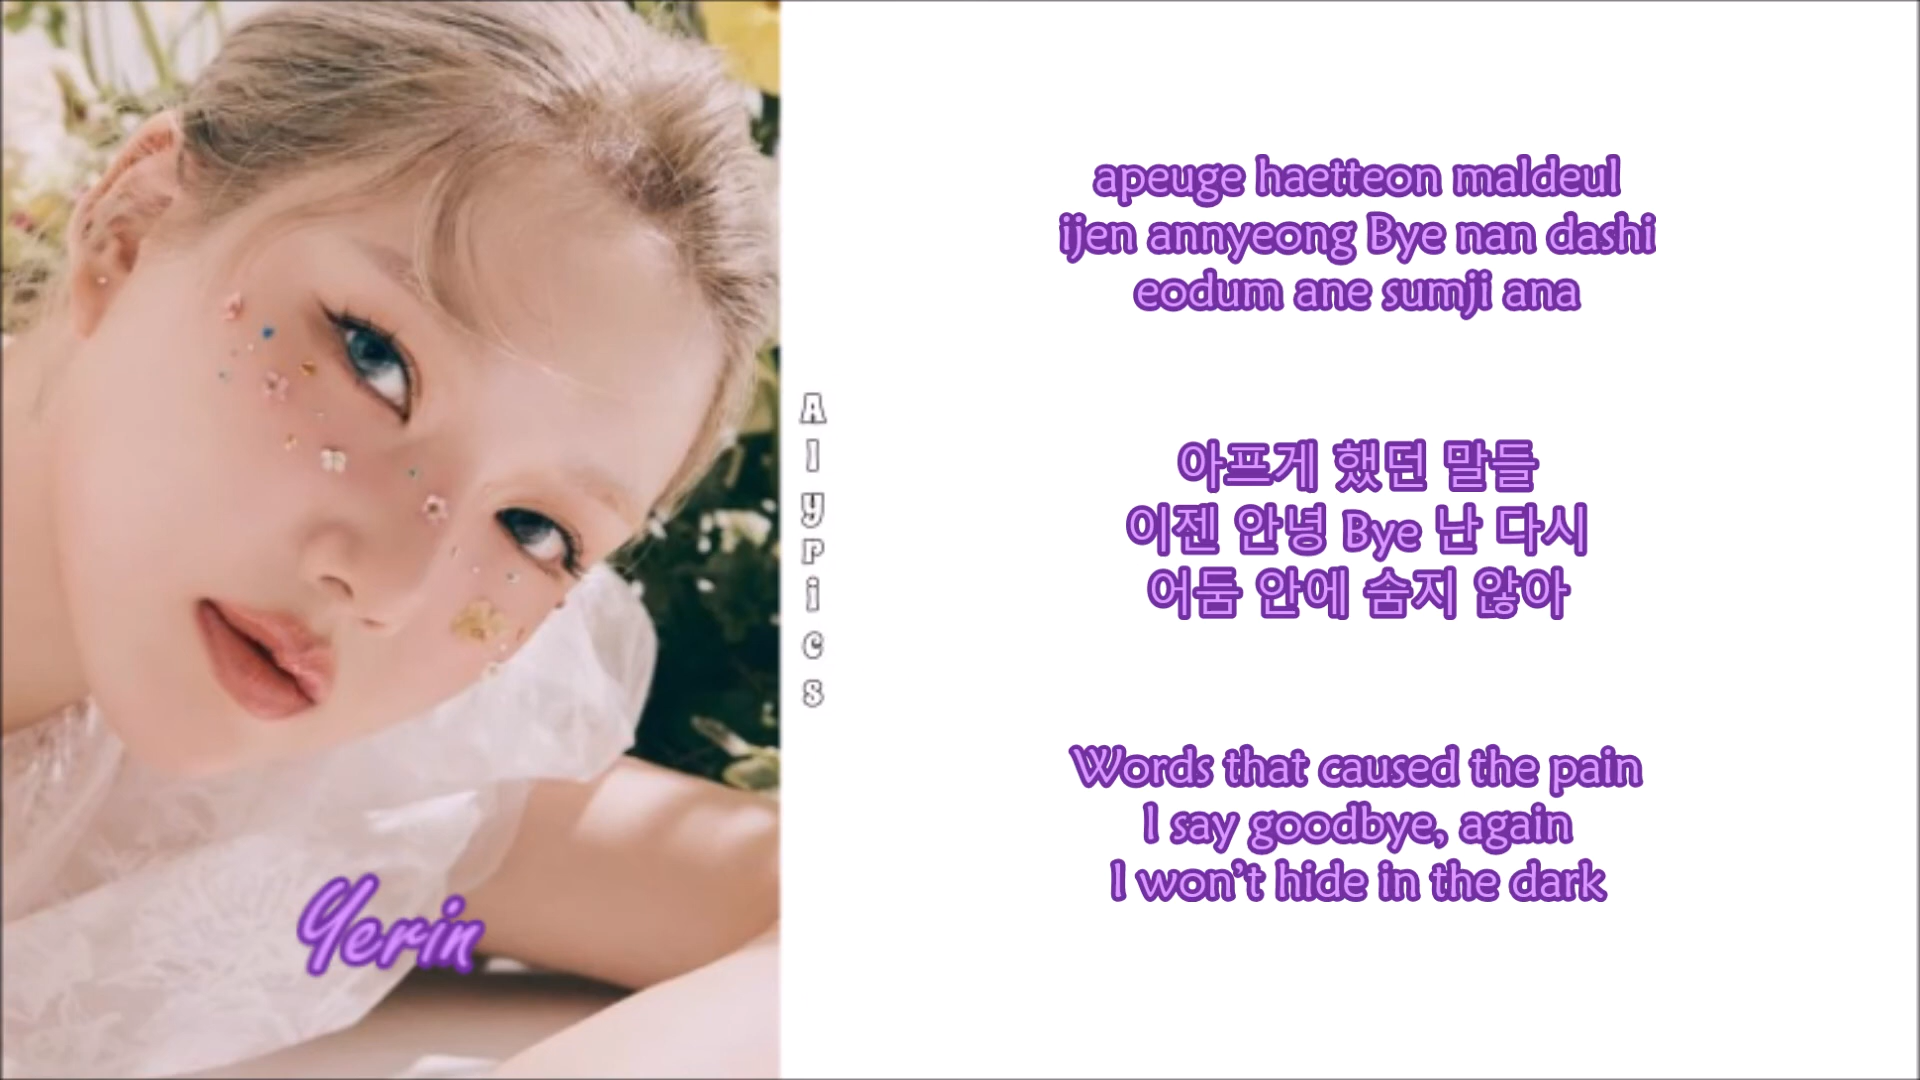 apeuge haetteon maldeul
ijen annyeong Bye nan dashi
eodum ane sumji ana
아프게 했던 말들
이젠 안녕 Bye 난 다시
어둠 안에 숨지 않아
Words that caused the pain
I say goodbye, again
I won't hide in the dark
Yerin
Alypics